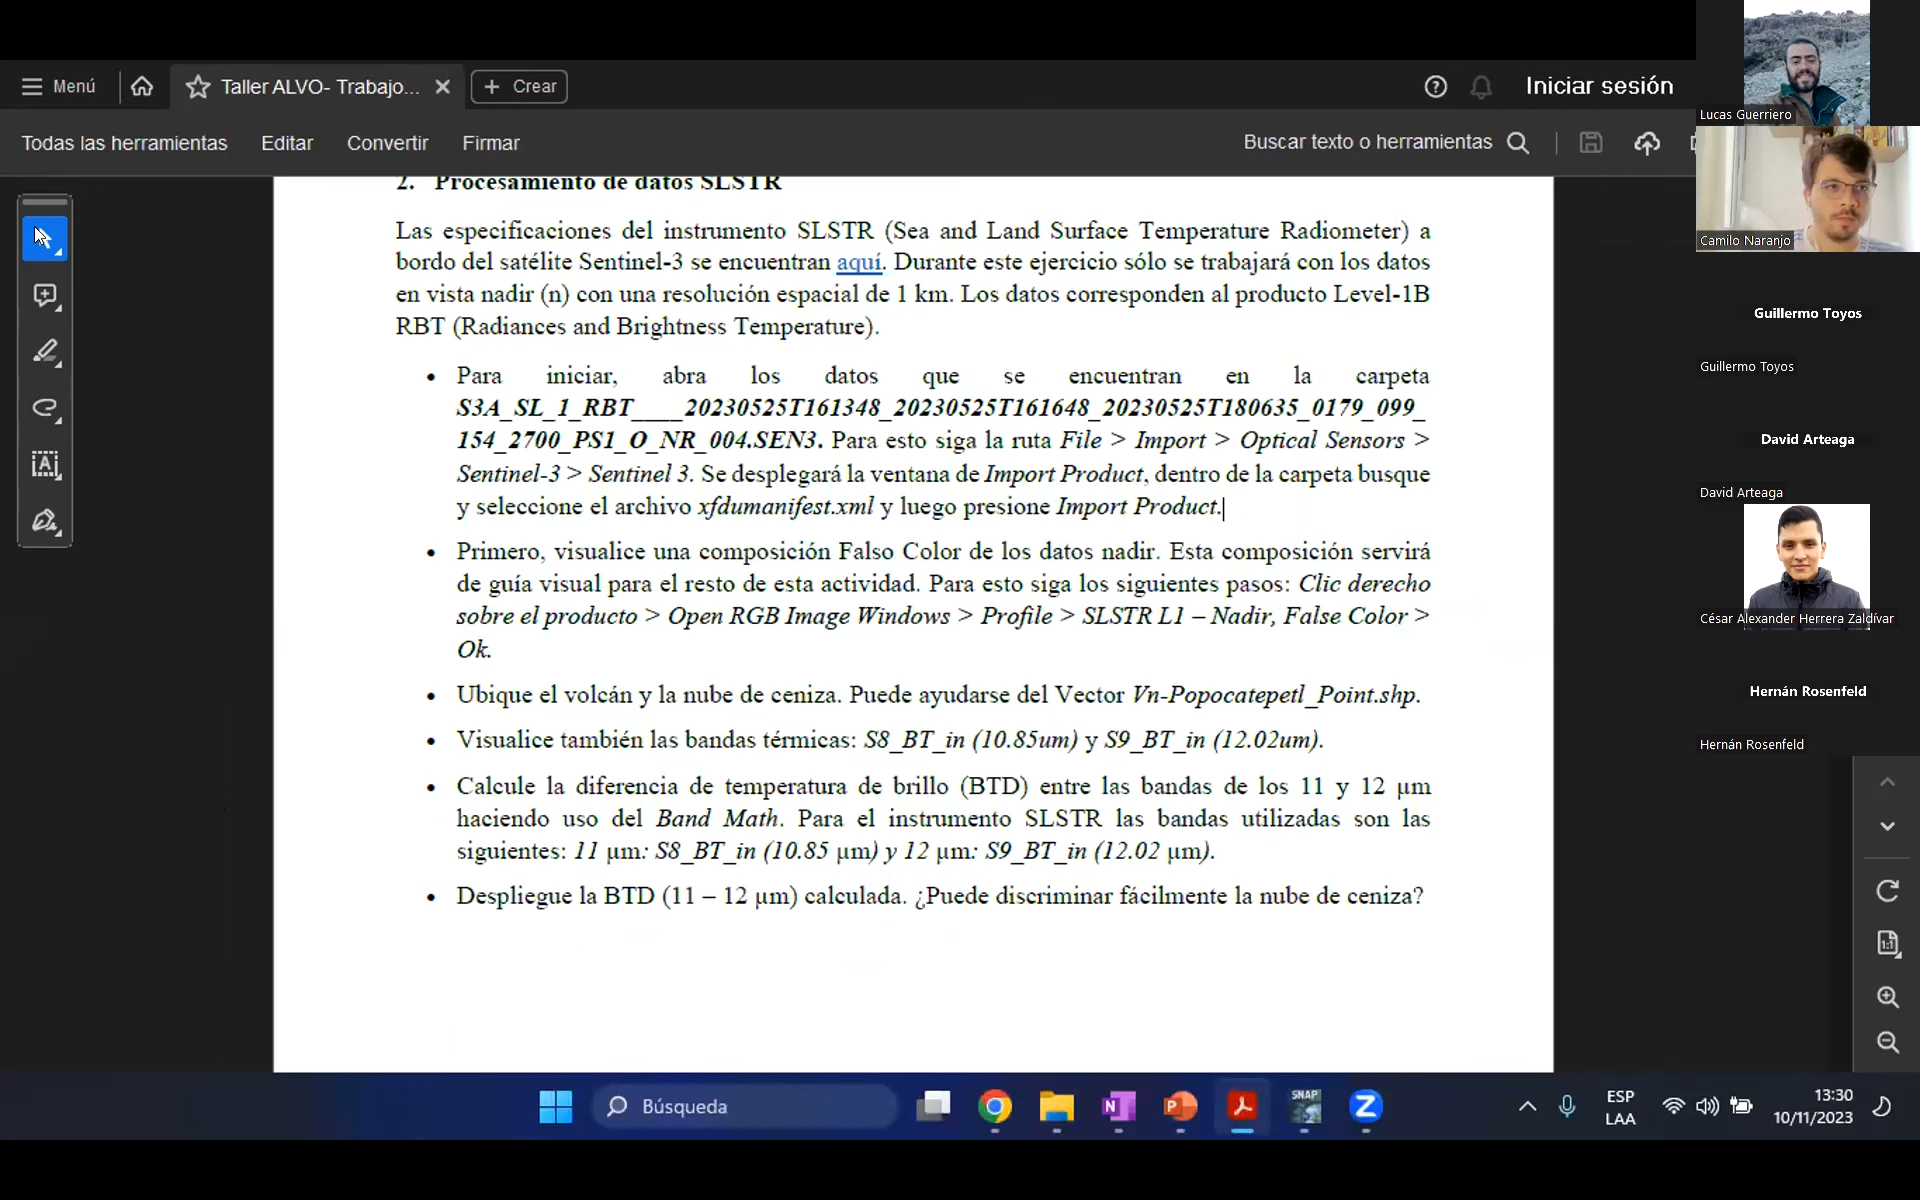 Menú
Taller ALVO- Trabajo...
Crear
Iniciar sesión
Todas las herramientas
Editar
Convertir
Firmar
Buscar texto o herramientas
2. Procesamiento de datos SLSTR
Las especificaciones del instrumento SLSTR (Sea and Land Surface Temperature Radiometer) a
bordo del satélite Sentinel-3 se encuentran aquí. Durante este ejercicio sólo se trabajará con los datos
en vista nadir (n) con una resolución espacial de 1 km. Los datos corresponden al producto Level-1B
RBT (Radiances and Brightness Temperature).
• Para iniciar, abra los datos que se encuentran en la carpeta
S3A_SL_1_RBT____20230525T161348_20230525T161648_20230525T180635_0179_099_
154_2700_PS1_O_NR_004.SEN3. Para esto siga la ruta File > Import > Optical Sensors >
Sentinel-3 > Sentinel 3. Se desplegará la ventana de Import Product, dentro de la carpeta busque
y seleccione el archivo xfdumanifest.xml y luego presione Import Product.
• Primero, visualice una composición Falso Color de los datos nadir. Esta composición servirá
de guía visual para el resto de esta actividad. Para esto siga los siguientes pasos: Clic derecho
sobre el producto > Open RGB Image Windows > Profile > SLSTR L1 – Nadir, False Color >
Ok.
• Ubique el volcán y la nube de ceniza. Puede ayudarse del Vector Vn-Popocatepetl_Point.shp.
• Visualice también las bandas térmicas: S8_BT_in (10.85um) y S9_BT_in (12.02um).
• Calcule la diferencia de temperatura de brillo (BTD) entre las bandas de los 11 y 12 µm
haciendo uso del Band Math. Para el instrumento SLSTR las bandas utilizadas son las
siguientes: 11 µm: S8_BT_in (10.85 µm) y 12 µm: S9_BT_in (12.02 µm).
• Despliegue la BTD (11 – 12 µm) calculada. ¿Puede discriminar fácilmente la nube de ceniza?
Lucas Guerriero
Camilo Naranjo
Guillermo Toyos
Guillermo Toyos
David Arteaga
David Arteaga
César Alexander Herrera Zaldívar
Hernán Rosenfeld
Hernán Rosenfeld
1:1
Búsqueda
SNAP
ESP
LAA
13:30
10/11/2023